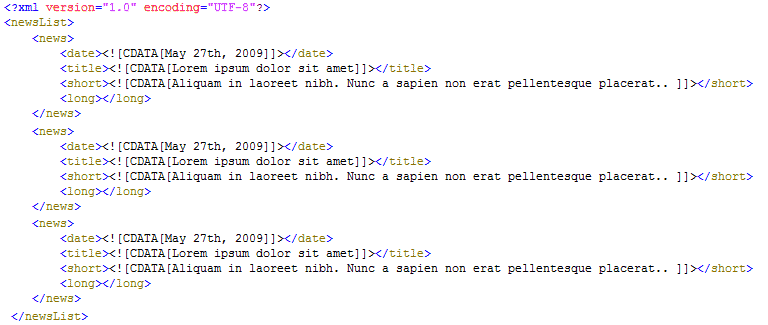 <?xml version="1.0" encoding="UTF-8"?>
<newsList>
<news>
<date><![CDATA[May 27th, 2009]]></date>
<title><![CDATA[Lorem ipsum dolor sit amet]]></title>
<short><![CDATA[Aliquam in laoreet nibh. Nunc a sapien non erat pellentesque placerat.. ]]></short>
<long></long>
</news>
<news>
<date><![CDATA[May 27th, 2009]]></date>
<title><![CDATA[Lorem ipsum dolor sit amet]]></title>
<short><![CDATA[Aliquam in laoreet nibh. Nunc a sapien non erat pellentesque placerat.. ]]></short>
<long></long>
</news>
<news>
<date><![CDATA[May 27th, 2009]]></date>
<title><![CDATA[Lorem ipsum dolor sit amet]]></title>
<short><![CDATA[Aliquam in laoreet nibh. Nunc a sapien non erat pellentesque placerat.. ]]></short>
<long></long>
</news>
</newsList>